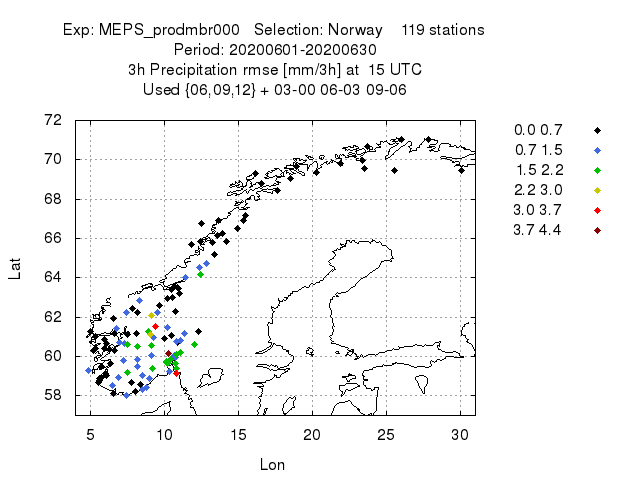 Exp: MEPS_prodmbr000   Selection: Norway    119 stations
Period: 20200601-20200630
3h Precipitation rmse [mm/3h] at  15 UTC
Used {06,09,12} + 03-00 06-03 09-06
72
70
68
66
64
62
60
58
Lat
5 10 15 20 25 30
Lon
0.0 0.7
0.7 1.5
1.5 2.2
2.2 3.0
3.0 3.7
3.7 4.4